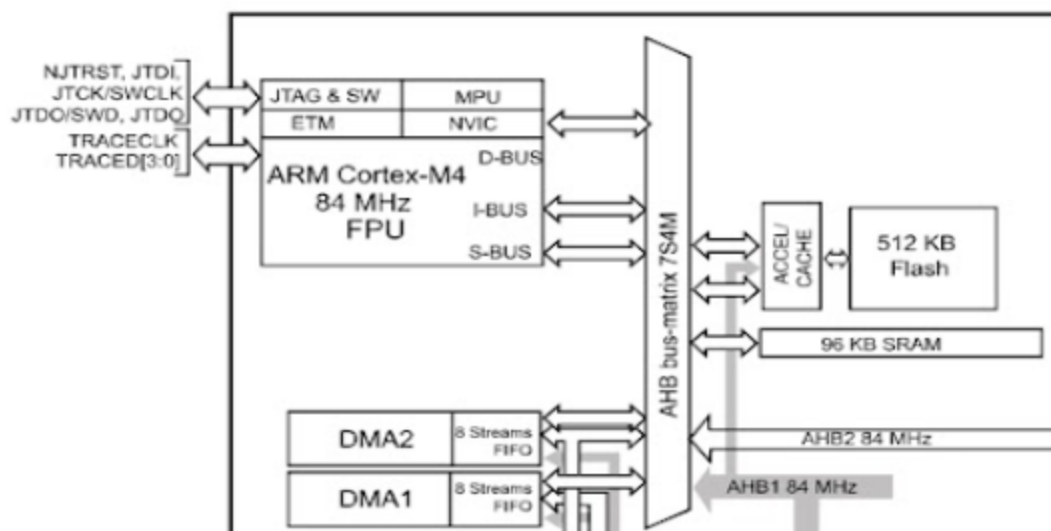 NJTRST, JTDI,
JTCK/SWCLK
JTDO/SWD, JTDO
TRACECLK
TRACED[3:0]
JTAG & SW
MPU
ETM
NVIC
D-BUS
ARM Cortex-M4
84 MHz
FPU
I-BUS
S-BUS
AHB bus-matrix 7S4M
ACCEL/
CACHE
512 KB
Flash
96 KB SRAM
DMA2
8 Streams
FIFO
AHB2 84 MHz
DMA1
8 Streams
FIFO
AHB1 84 MHz